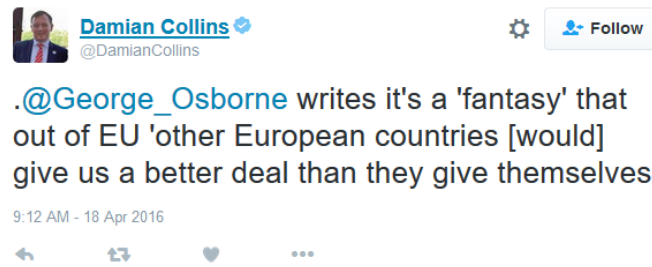 Damian Collins
@DamianCollins
Follow
.@George_Osborne writes it's a 'fantasy' that
out of EU 'other European countries [would]
give us a better deal than they give themselves
9:12 AM - 18 Apr 2016